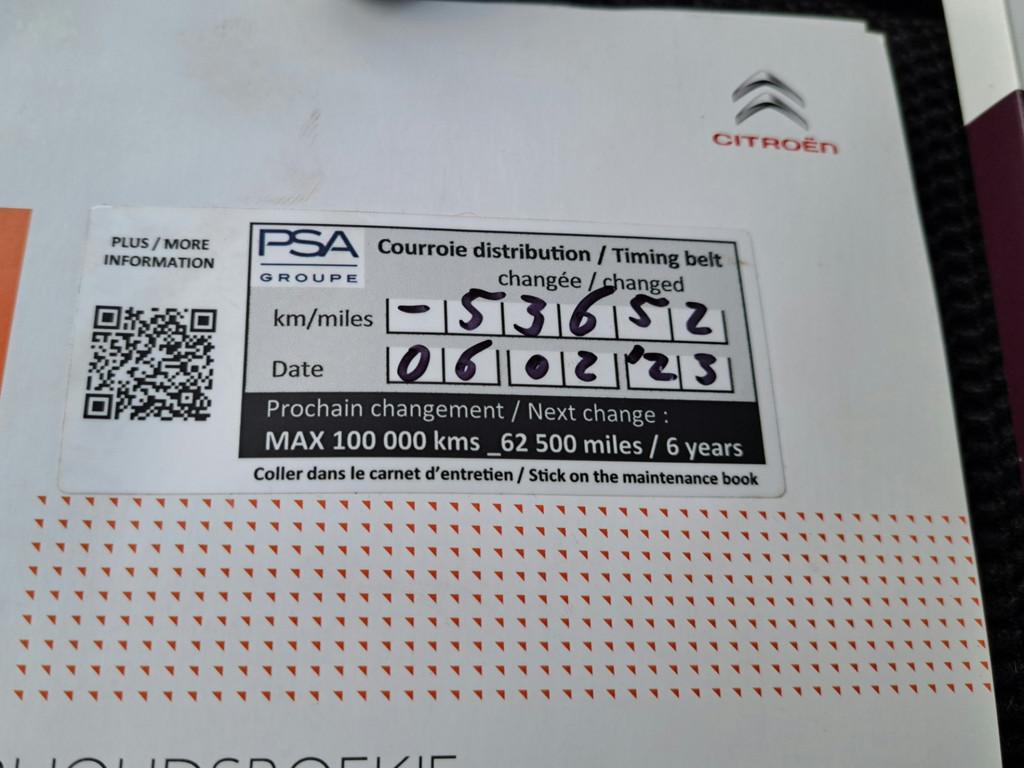 CITROËN
PLUS / MORE
INFORMATION
PSA
GROUPE
Courroie distribution / Timing belt
changée / changed
km/miles - 53652
Date 06 02 '23
Prochain changement / Next change :
MAX 100 000 kms _62 500 miles / 6 years
Coller dans le carnet d'entretien / Stick on the maintenance book